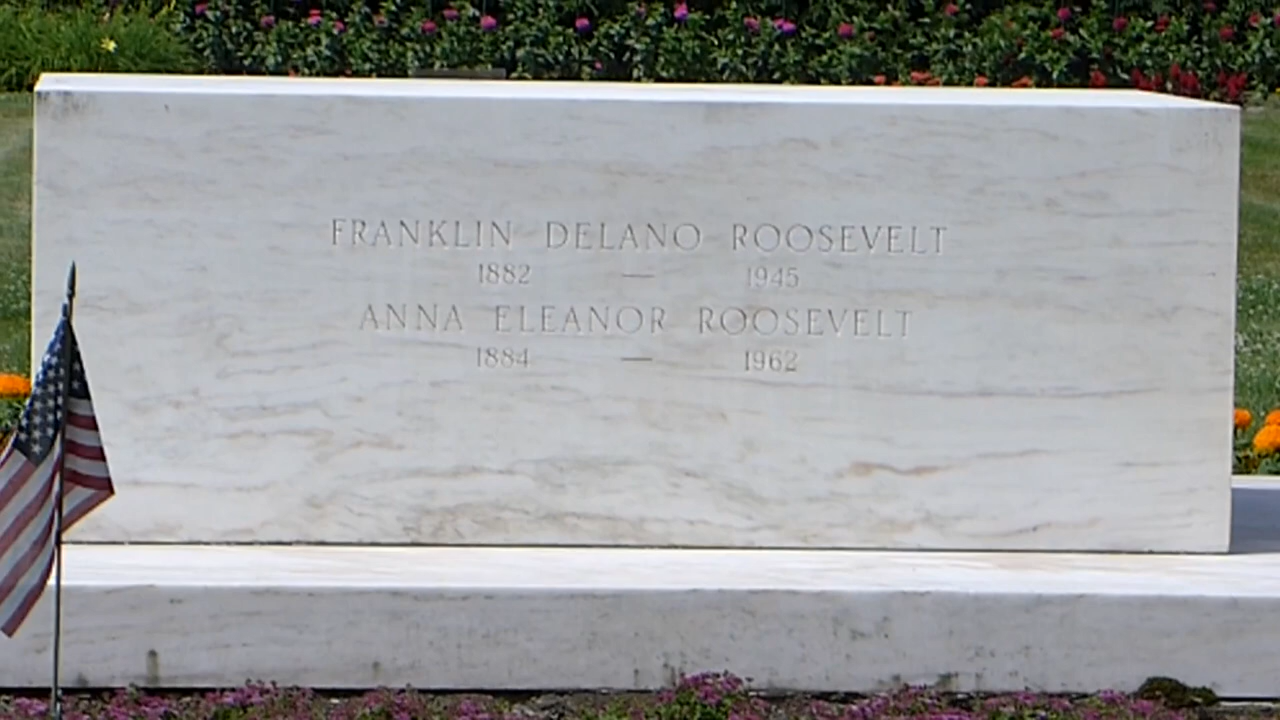 FRANKLIN DELANO ROOSEVELT
1882 — 1945
ANNA ELEANOR ROOSEVELT
1884 — 1962